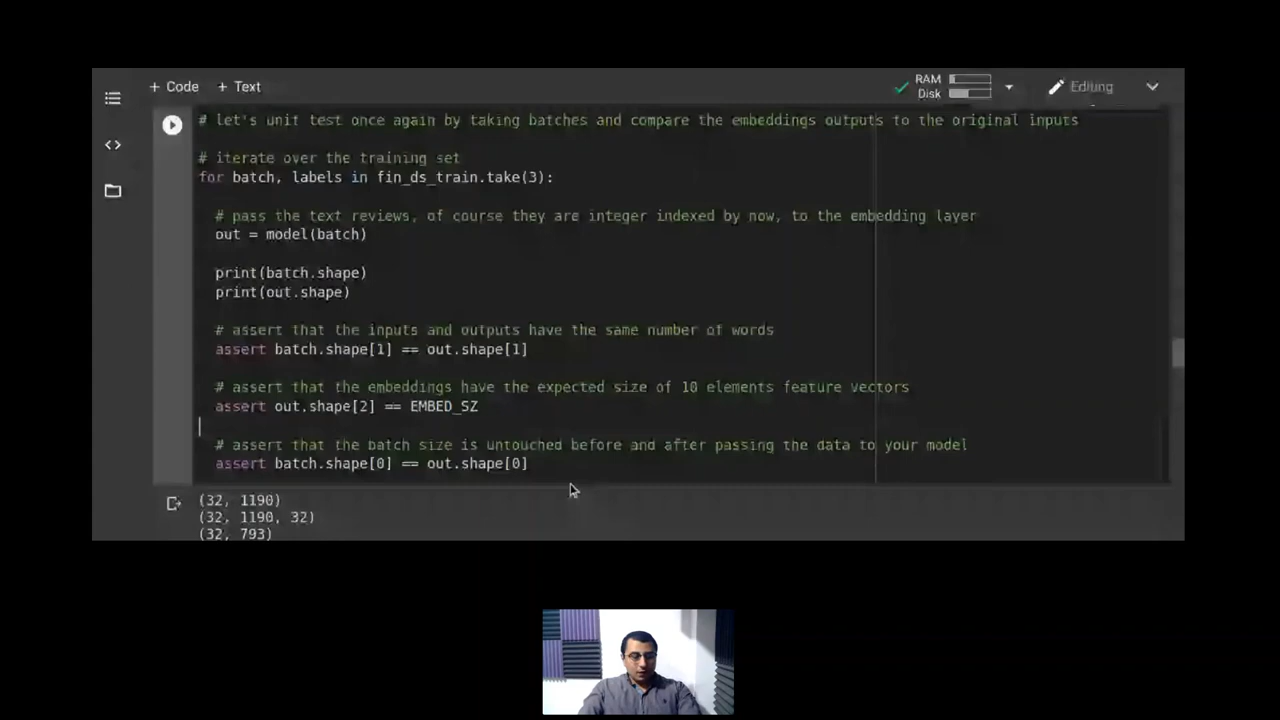 + Code + Text
RAM
Disk
Editing
# let's unit test once again by taking batches and compare the embeddings outputs to the original inputs
# iterate over the training set
for batch, labels in fin_ds_train.take(3):
# pass the text reviews, of course they are integer indexed by now, to the embedding layer
out = model(batch)
print(batch.shape)
print(out.shape)
# assert that the inputs and outputs have the same number of words
assert batch.shape[1] == out.shape[1]
# assert that the embeddings have the expected size of 10 elements feature vectors
assert out.shape[2] == EMBED_SZ
# assert that the batch size is untouched before and after passing the data to your model
assert batch.shape[0] == out.shape[0]
(32, 1190)
(32, 1190, 32)
(32, 793)